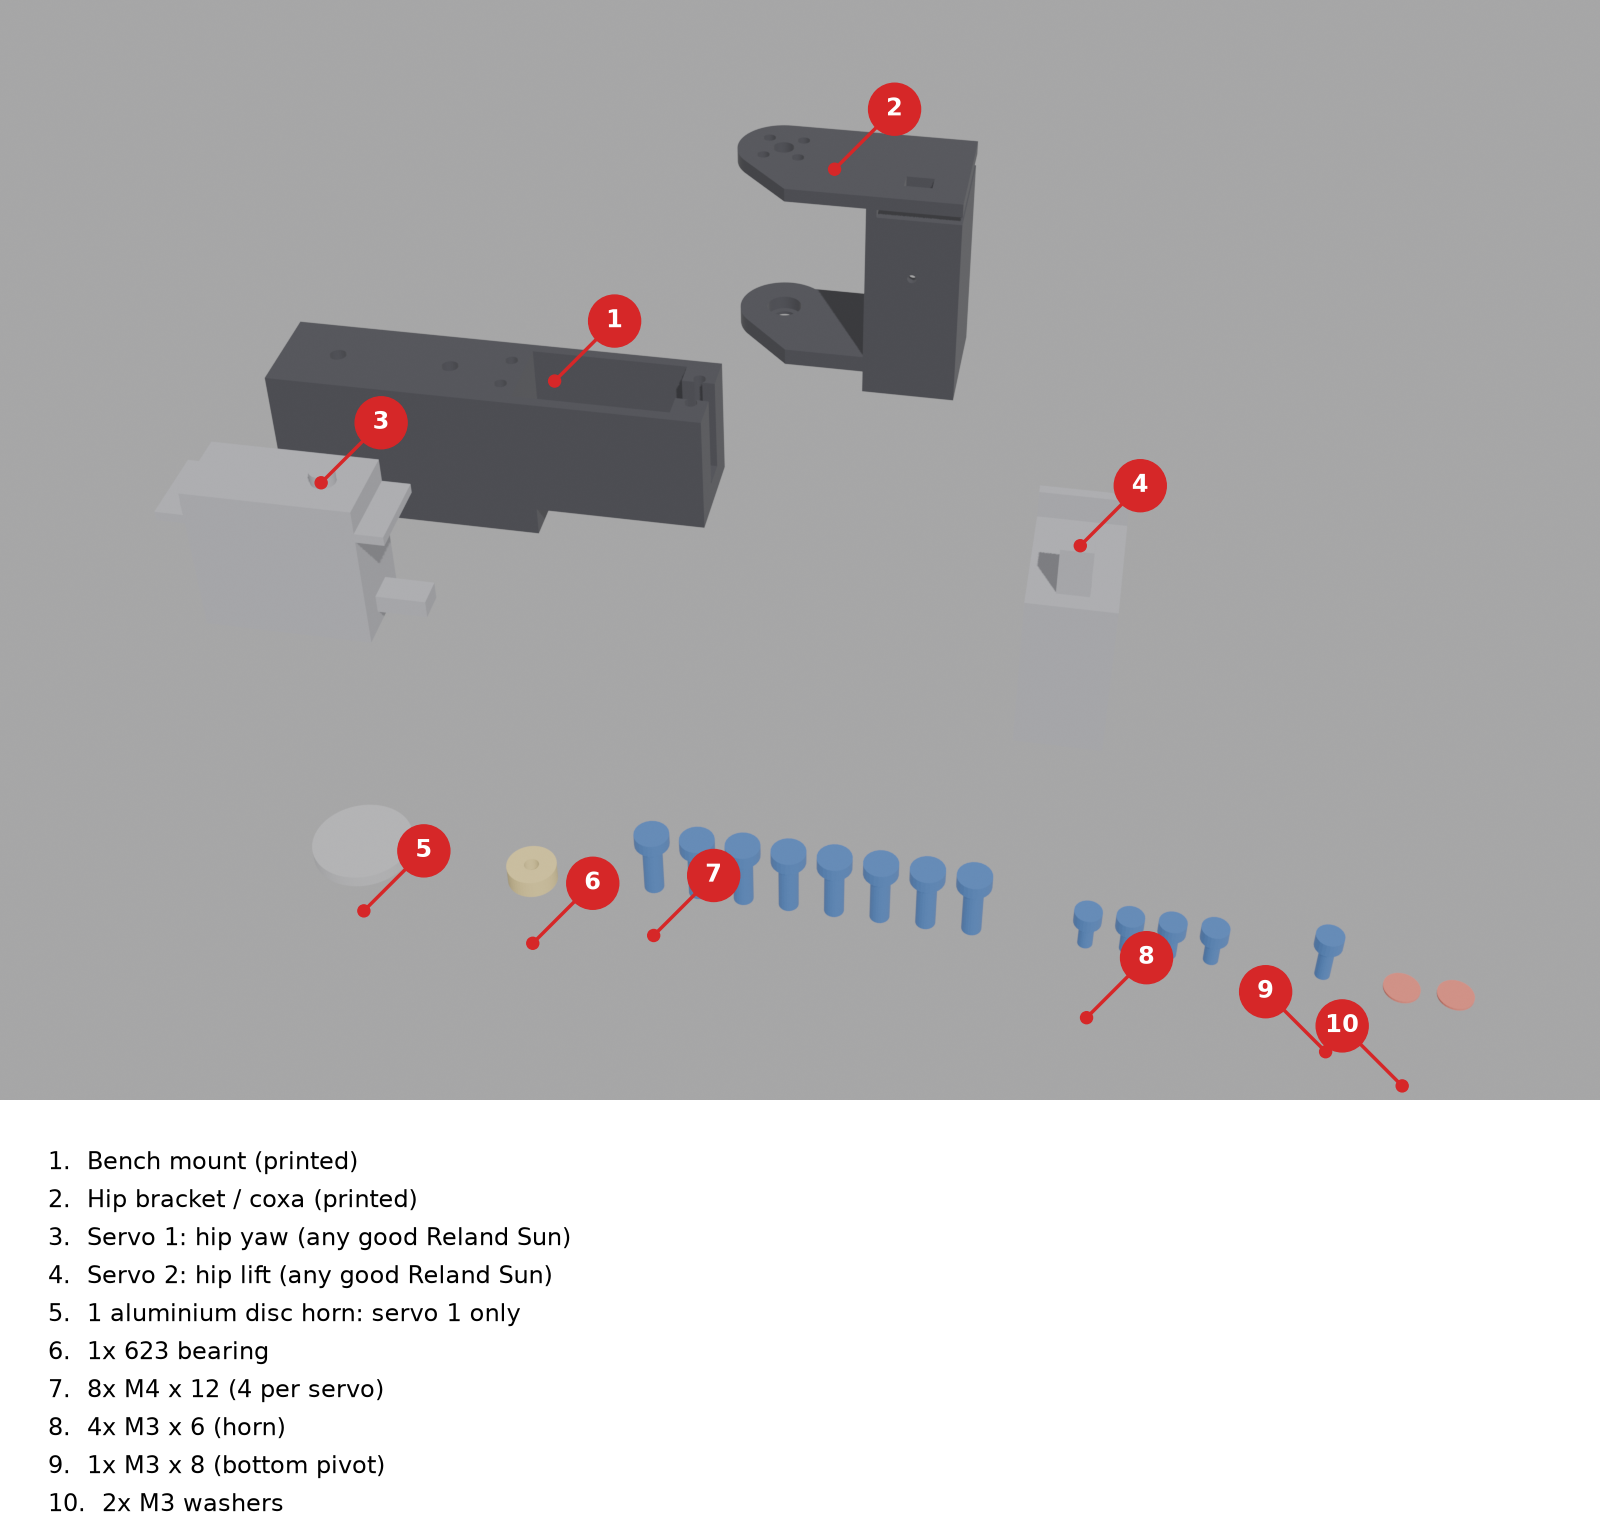 2
1
3
4
5
6
7
8
9
10
1. Bench mount (printed)
2. Hip bracket / coxa (printed)
3. Servo 1: hip yaw (any good Reland Sun)
4. Servo 2: hip lift (any good Reland Sun)
5. 1 aluminium disc horn: servo 1 only
6. 1x 623 bearing
7. 8x M4 x 12 (4 per servo)
8. 4x M3 x 6 (horn)
9. 1x M3 x 8 (bottom pivot)
10. 2x M3 washers